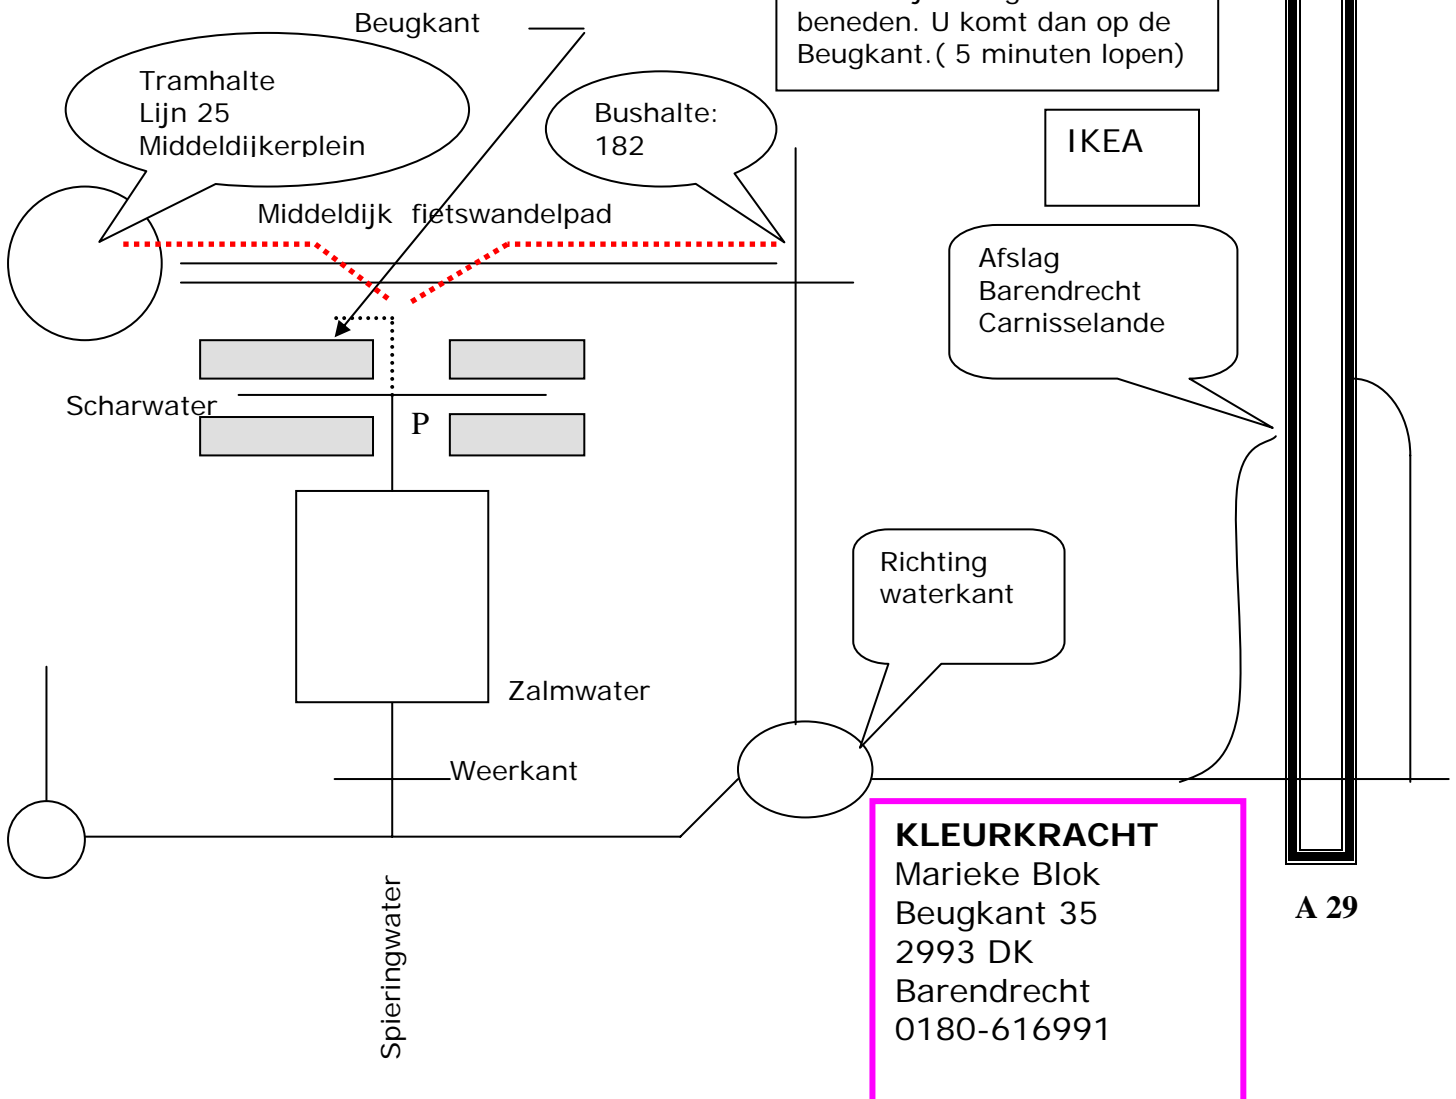 beneden. U komt dan op de
Beugkant.( 5 minuten lopen)
Beugkant
Tramhalte
Lijn 25
Middeldijkerplein
Bushalte:
182
IKEA
Middeldijk fietswandelpad
Afslag
Barendrecht
Carnisselande
Scharwater
P
Richting
waterkant
Zalmwater
Weerkant
Spieringwater
KLEURKRACHT
Marieke Blok
Beugkant 35
2993 DK
Barendrecht
0180-616991
A 29